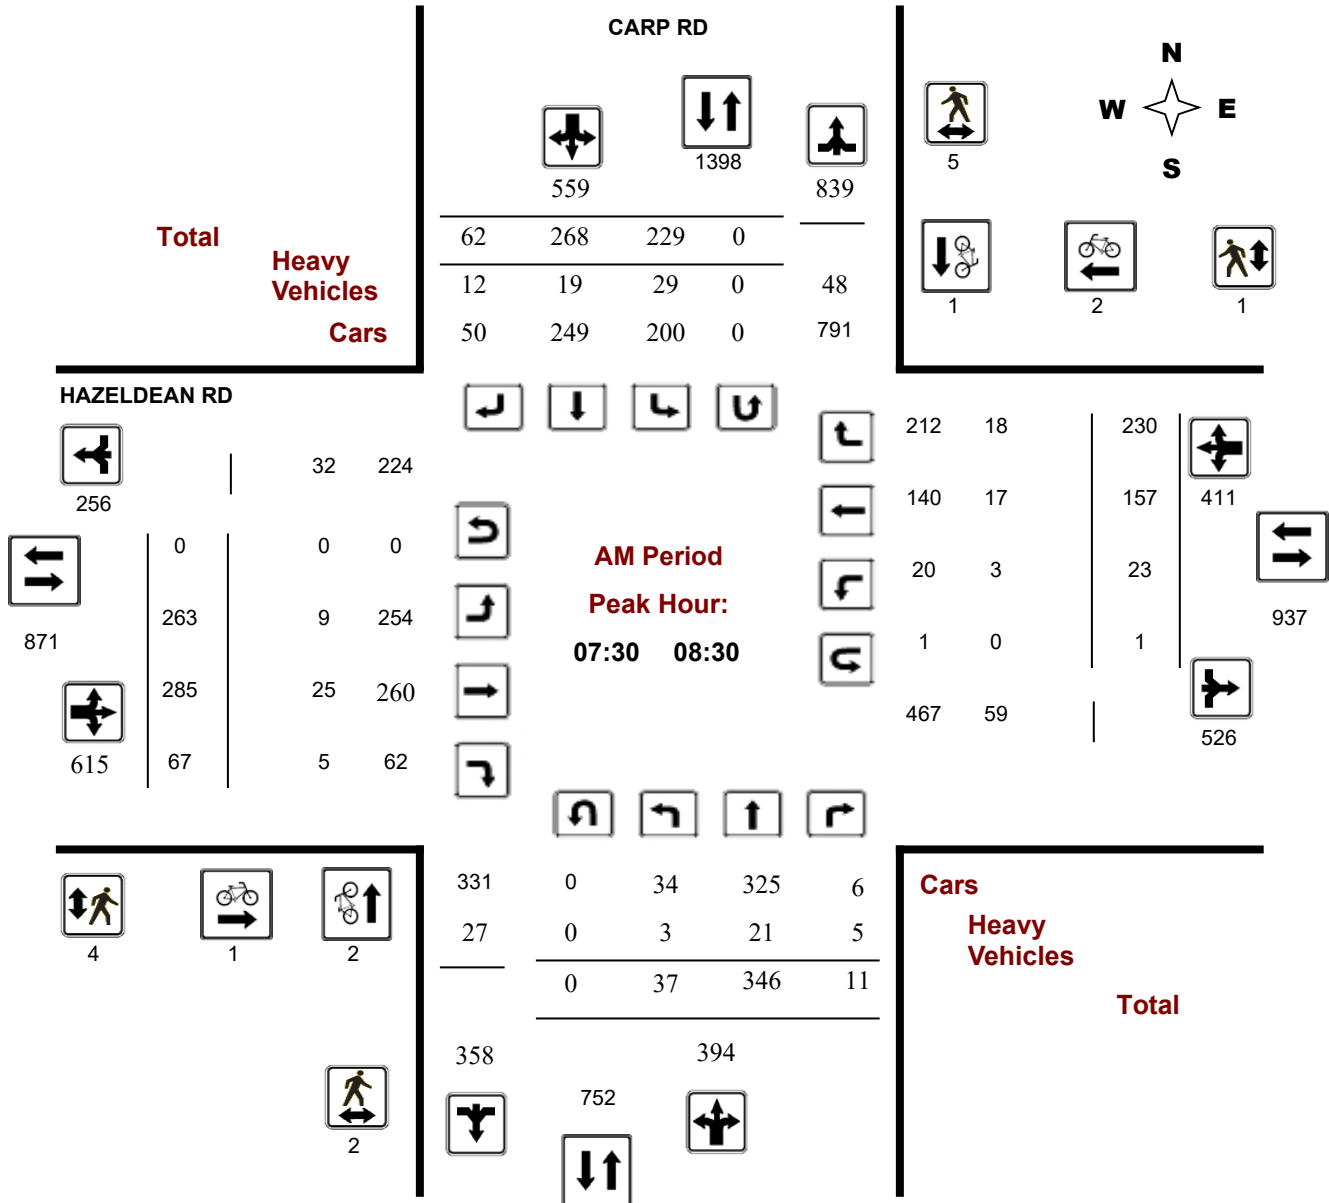 CARP RD
N
W E
S
5
1398
559 839
Total 62 268 229 0
Heavy
Vehicles 12 19 29 0 48
Cars 50 249 200 0 791
1 2 1
HAZELDEAN RD
212 18 230
32 224
256
140 17 157 411
0 0 0
AM Period
20 3 23
263 9 254
Peak Hour:
871 937
07:30 08:30
1 0 1
285 25 260
467 59
526
615 67 5 62
331 0 34 325 6 Cars
27 0 3 21 5 Heavy
Vehicles
4 1 2
0 37 346 11
Total
358 394
752
2